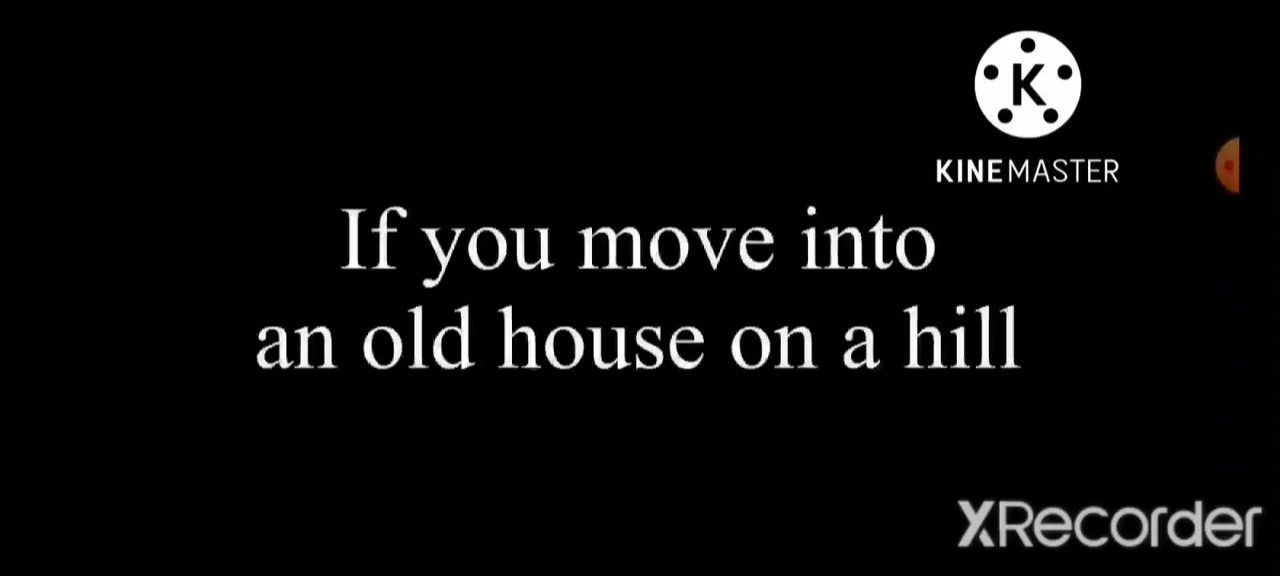 K
KINEMASTER
If you move into
an old house on a hill
XRecorder